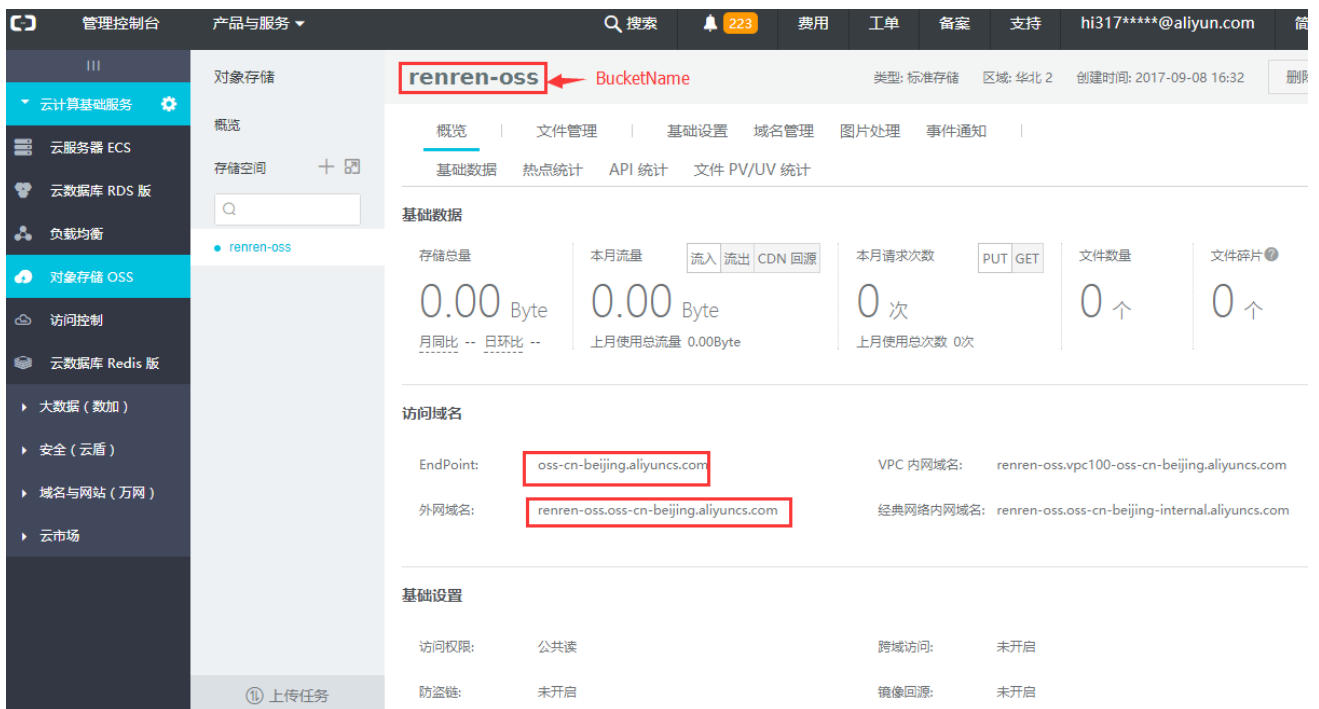 管理控制台 产品与服务 搜索 223 费用 工单 备案 支持 hi317*****@aliyun.com 简
云计算基础服务
云服务器 ECS
云数据库 RDS 版
负载均衡
对象存储 OSS
访问控制
云数据库 Redis 版
大数据（数加）
安全（云盾）
域名与网站（万网）
云市场
对象存储
概览
存储空间
renren-oss
上传任务
renren-oss BucketName 类型: 标准存储 区域: 华北 2 创建时间: 2017-09-08 16:32
概览 文件管理 基础设置 域名管理 图片处理 事件通知
基础数据 热点统计 API 统计 文件 PV/UV 统计
基础数据
存储总量 本月流量 流入 流出 CDN 回源 本月请求次数 PUT GET 文件数量 文件碎片
0.00 Byte 0.00 Byte 0 次 0 个 0 个
月同比 -- 日环比 -- 上月使用总流量 0.00Byte 上月使用总次数 0次
访问域名
EndPoint: oss-cn-beijing.aliyuncs.com VPC 内网域名: renren-oss.vpc100-oss-cn-beijing.aliyuncs.com
外网域名: renren-oss.oss-cn-beijing.aliyuncs.com 经典网络内网域名: renren-oss.oss-cn-beijing-internal.aliyuncs.com
基础设置
访问权限: 公共读 跨域访问: 未开启
防盗链: 未开启 镜像回源: 未开启